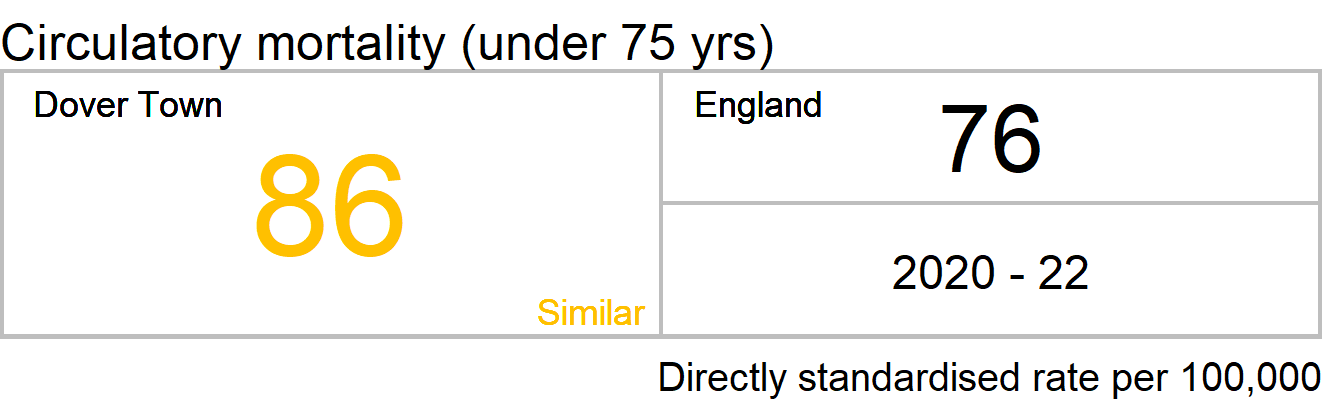 Circulatory mortality (under 75 yrs)
Dover Town
86
Similar
England
76
2020 - 22
Directly standardised rate per 100,000